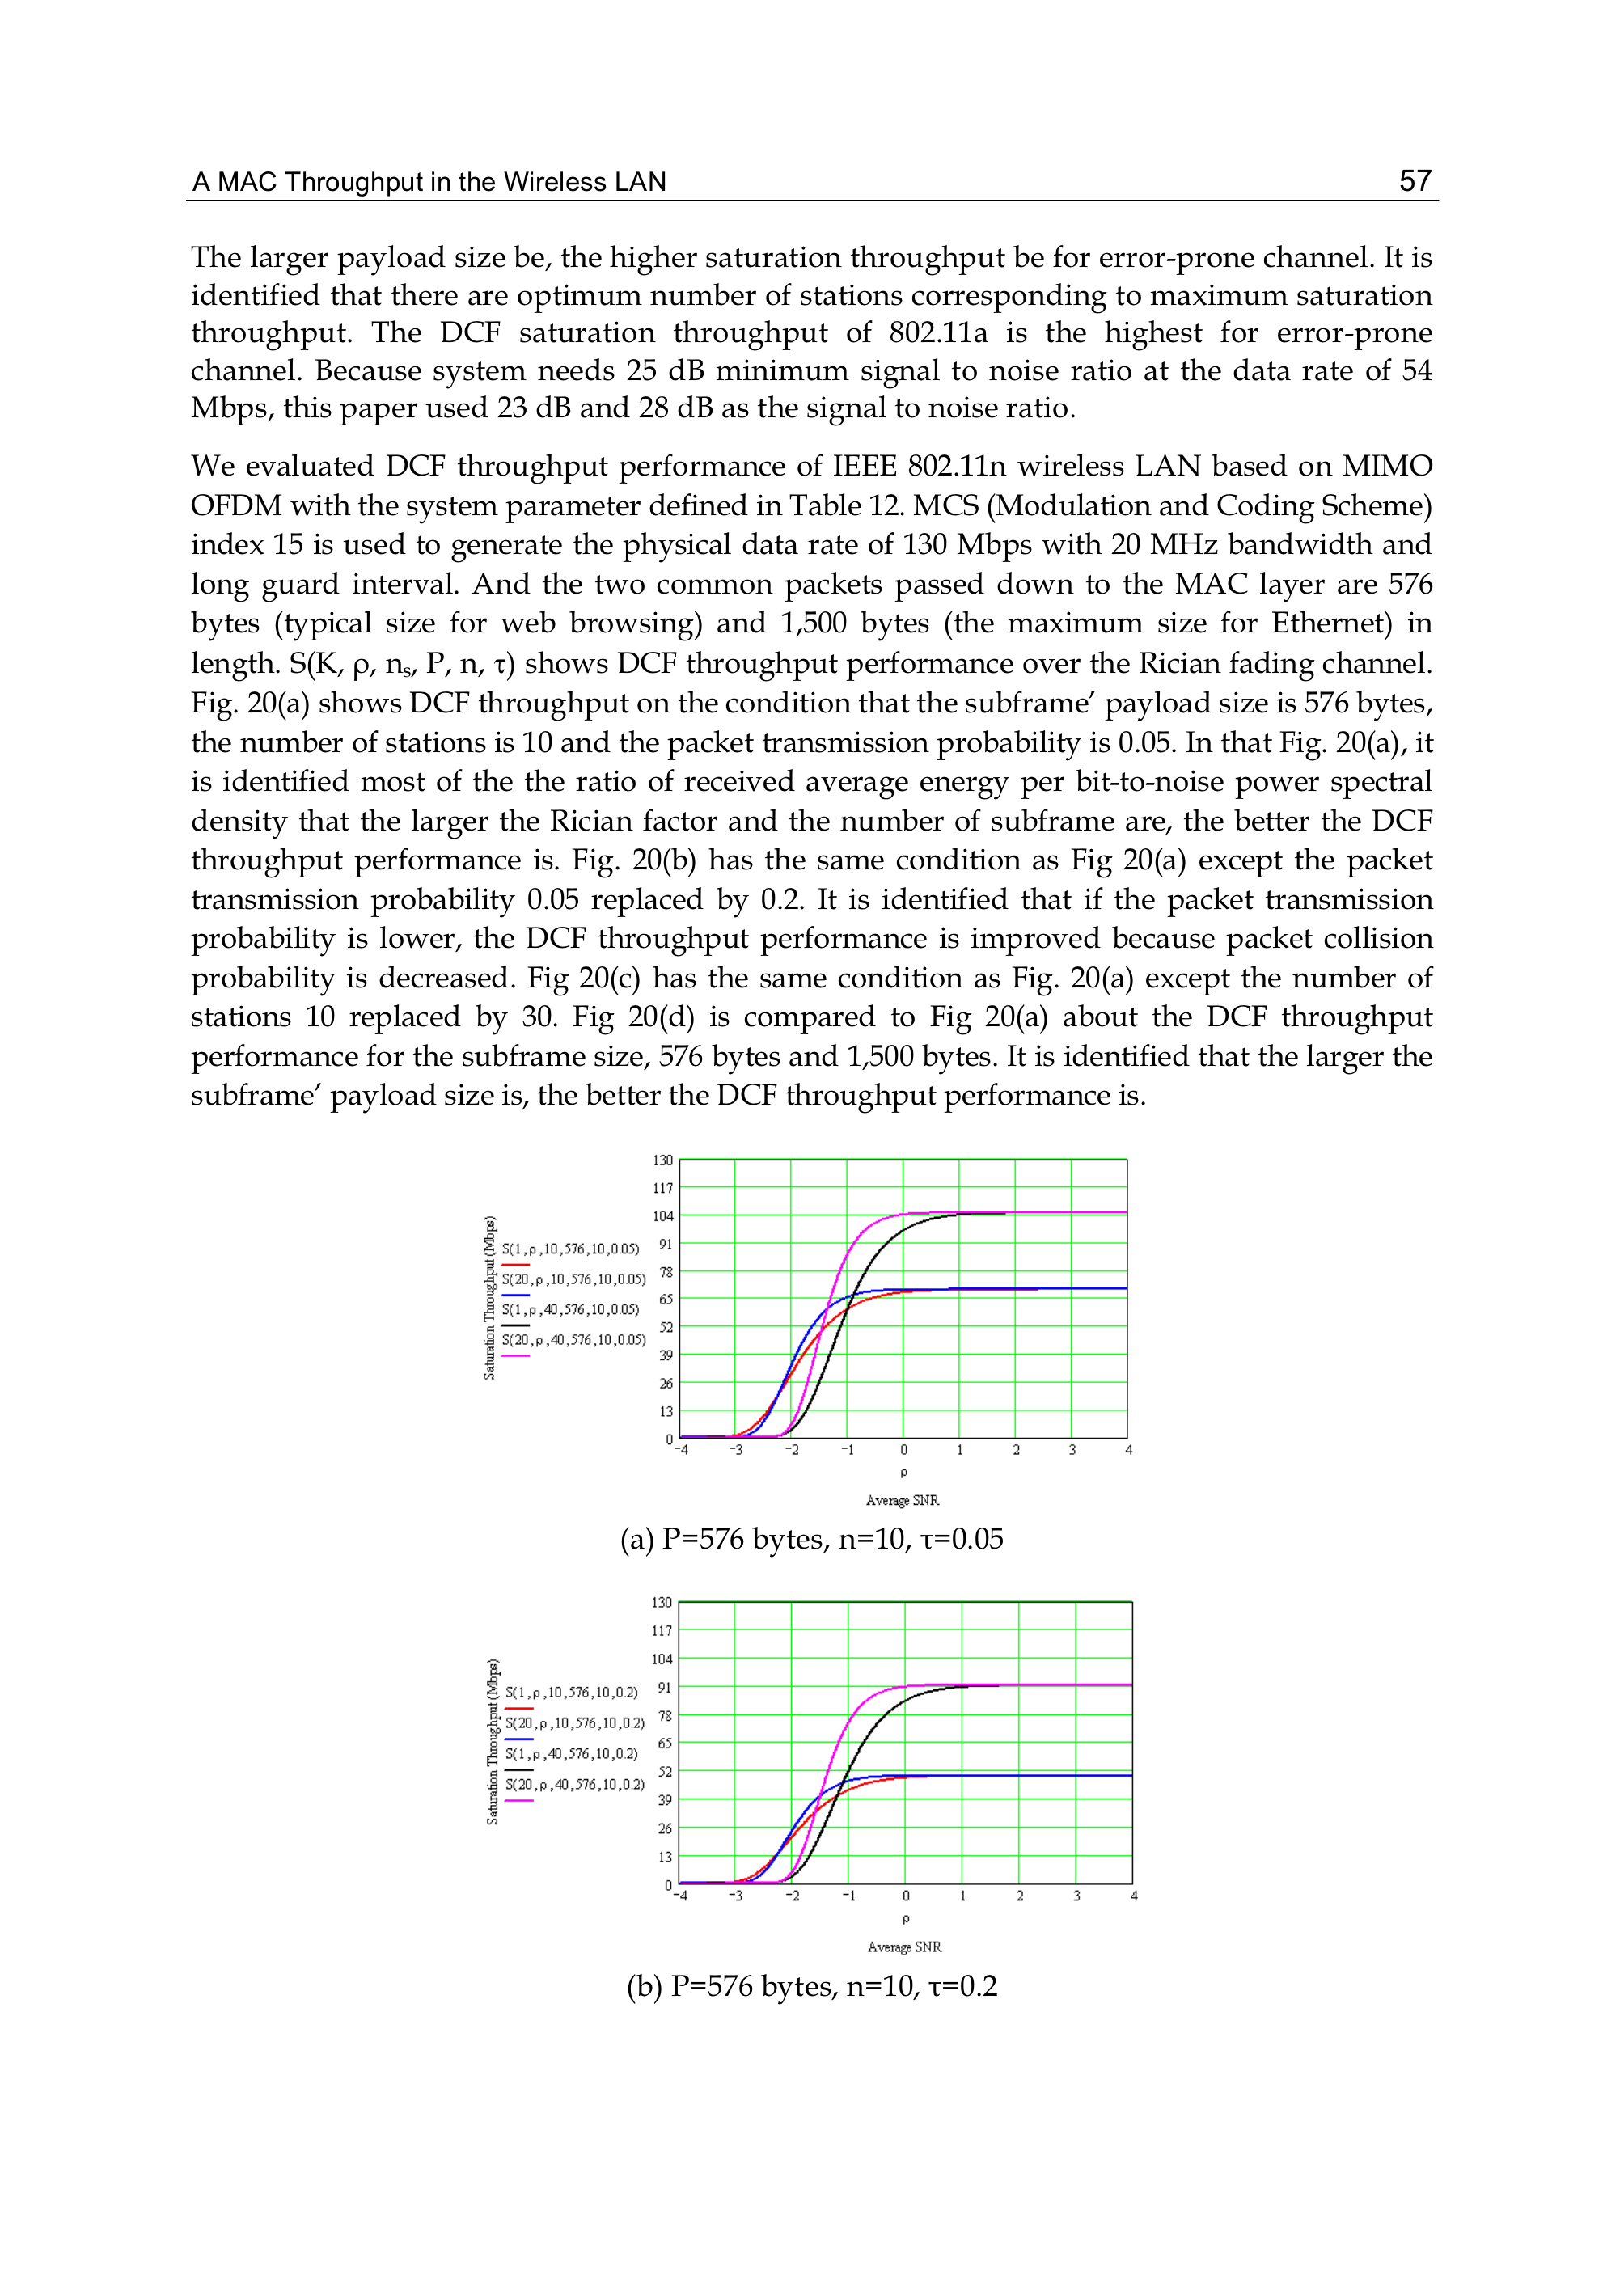 A MAC Throughput in the Wireless LAN 57
The larger payload size be, the higher saturation throughput be for error-prone channel. It is
identified that there are optimum number of stations corresponding to maximum saturation
throughput. The DCF saturation throughput of 802.11a is the highest for error-prone
channel. Because system needs 25 dB minimum signal to noise ratio at the data rate of 54
Mbps, this paper used 23 dB and 28 dB as the signal to noise ratio.
We evaluated DCF throughput performance of IEEE 802.11n wireless LAN based on MIMO
OFDM with the system parameter defined in Table 12. MCS (Modulation and Coding Scheme)
index 15 is used to generate the physical data rate of 130 Mbps with 20 MHz bandwidth and
long guard interval. And the two common packets passed down to the MAC layer are 576
bytes (typical size for web browsing) and 1,500 bytes (the maximum size for Ethernet) in
length. S(K, ρ, nₛ, P, n, τ) shows DCF throughput performance over the Rician fading channel.
Fig. 20(a) shows DCF throughput on the condition that the subframe’ payload size is 576 bytes,
the number of stations is 10 and the packet transmission probability is 0.05. In that Fig. 20(a), it
is identified most of the the ratio of received average energy per bit-to-noise power spectral
density that the larger the Rician factor and the number of subframe are, the better the DCF
throughput performance is. Fig. 20(b) has the same condition as Fig 20(a) except the packet
transmission probability 0.05 replaced by 0.2. It is identified that if the packet transmission
probability is lower, the DCF throughput performance is improved because packet collision
probability is decreased. Fig 20(c) has the same condition as Fig. 20(a) except the number of
stations 10 replaced by 30. Fig 20(d) is compared to Fig 20(a) about the DCF throughput
performance for the subframe size, 576 bytes and 1,500 bytes. It is identified that the larger the
subframe’ payload size is, the better the DCF throughput performance is.
Saturation Throughput (Mbps)
S(1,ρ,10,576,10,0.05)
S(20,ρ,10,576,10,0.05)
S(1,ρ,40,576,10,0.05)
S(20,ρ,40,576,10,0.05)
130
117
104
91
78
65
52
39
26
13
0
-4 -3 -2 -1 0 1 2 3 4
ρ
Average SNR
(a) P=576 bytes, n=10, τ=0.05
Saturation Throughput (Mbps)
S(1,ρ,10,576,10,0.2)
S(20,ρ,10,576,10,0.2)
S(1,ρ,40,576,10,0.2)
S(20,ρ,40,576,10,0.2)
130
117
104
91
78
65
52
39
26
13
0
-4 -3 -2 -1 0 1 2 3 4
ρ
Average SNR
(b) P=576 bytes, n=10, τ=0.2